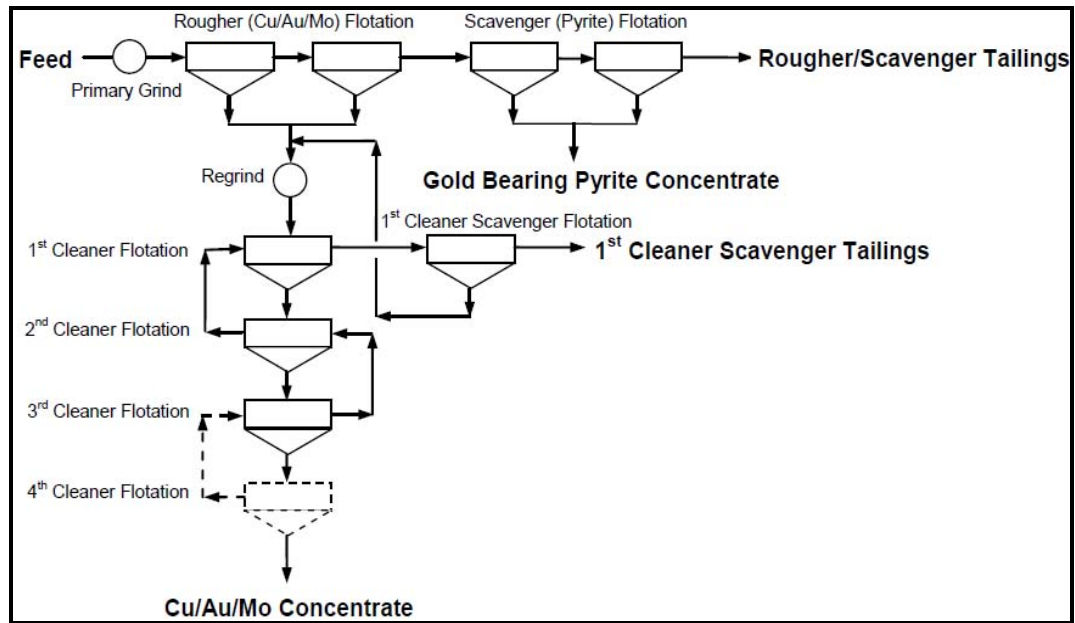 Rougher (Cu/Au/Mo) Flotation
Scavenger (Pyrite) Flotation
Feed
Rougher/Scavenger Tailings
Primary Grind
Regrind
Gold Bearing Pyrite Concentrate
1st Cleaner Scavenger Flotation
1st Cleaner Flotation
1st Cleaner Scavenger Tailings
2nd Cleaner Flotation
3rd Cleaner Flotation
4th Cleaner Flotation
Cu/Au/Mo Concentrate